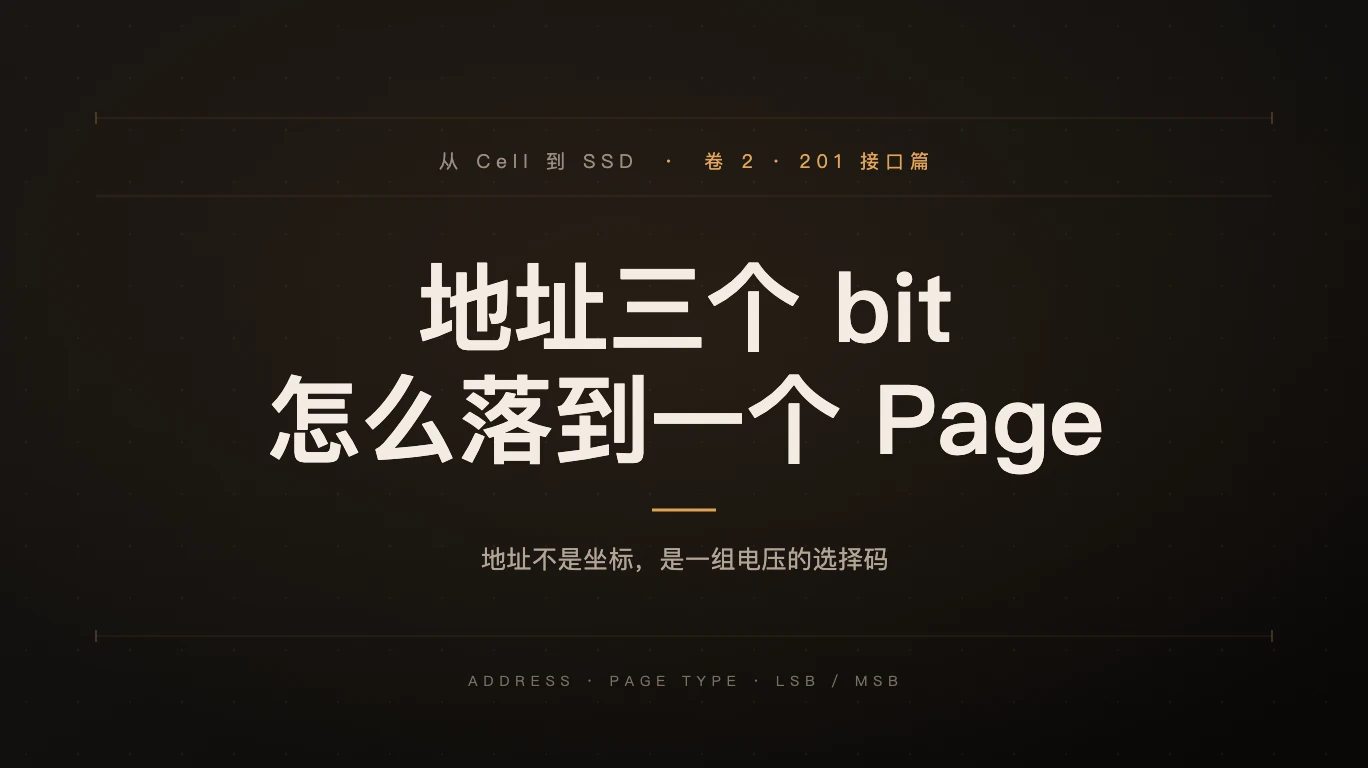 从 Cell 到 SSD · 卷 2 · 201 接口篇
地址三个 bit
怎么落到一个 Page
地址不是坐标，是一组电压的选择码
ADDRESS · PAGE TYPE · LSB / MSB